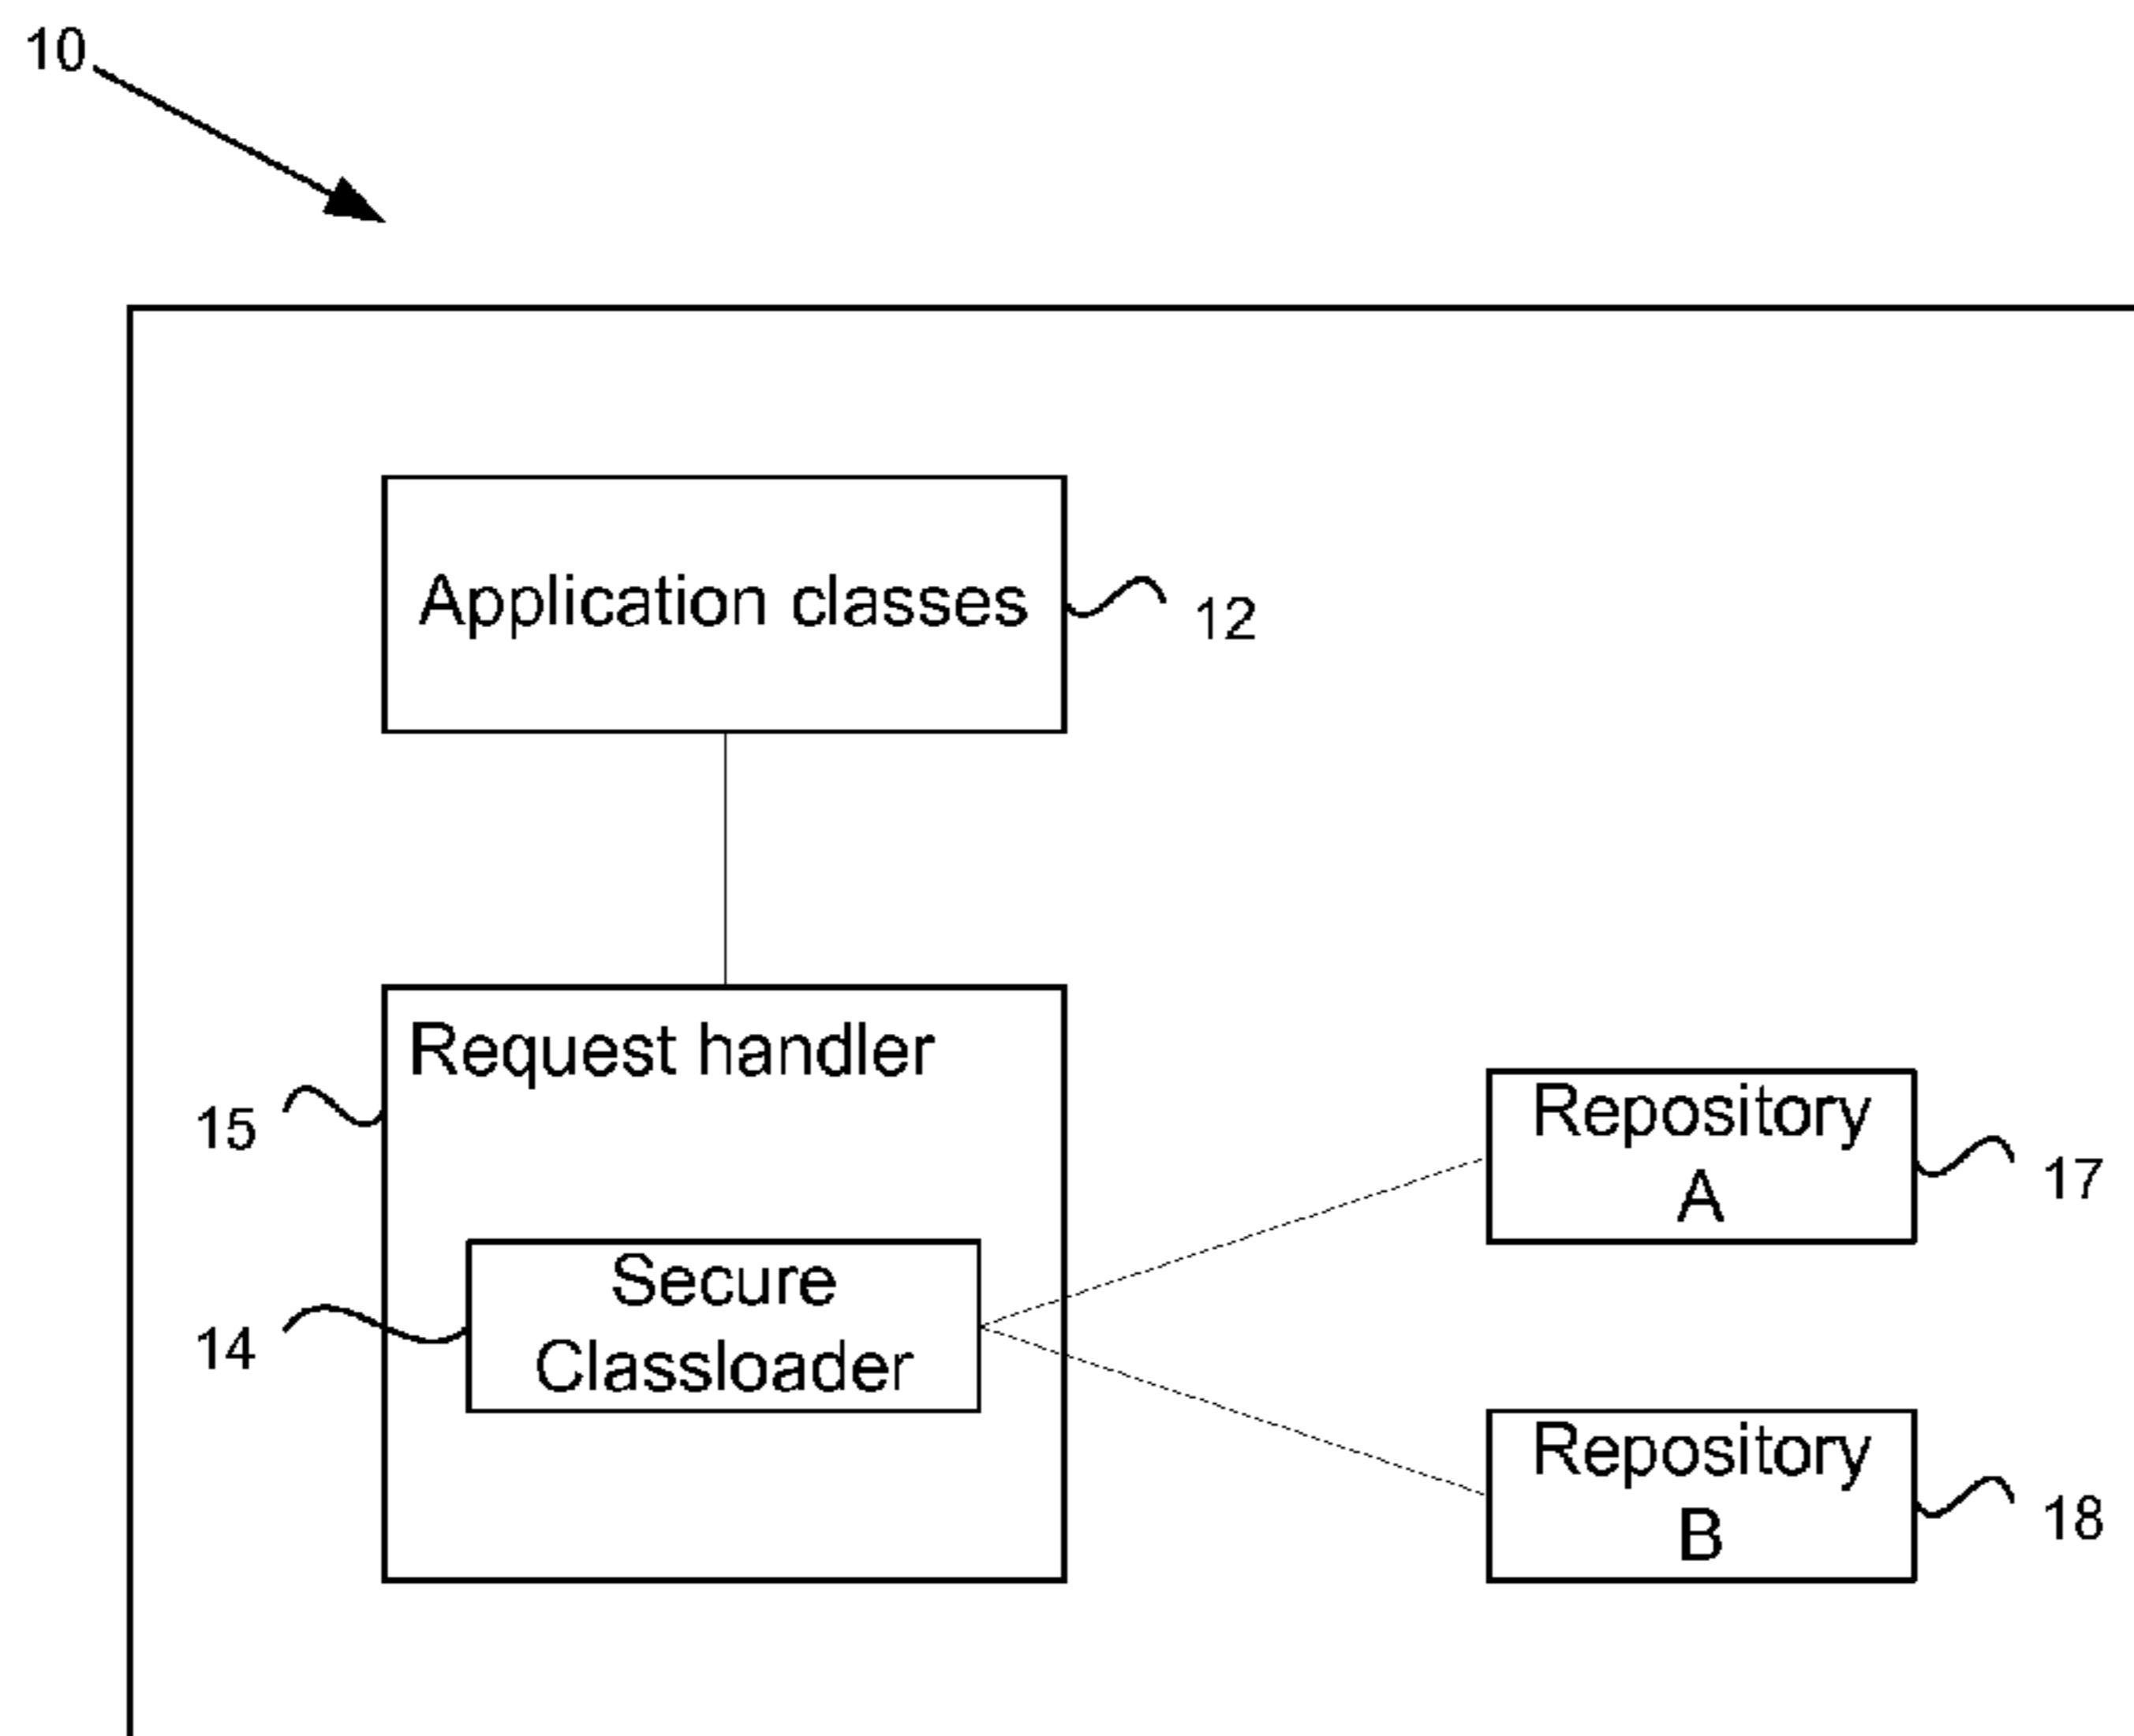 10
Application classes
12
Request handler
15
Secure
Classloader
14
Repository
A
17
Repository
B
18